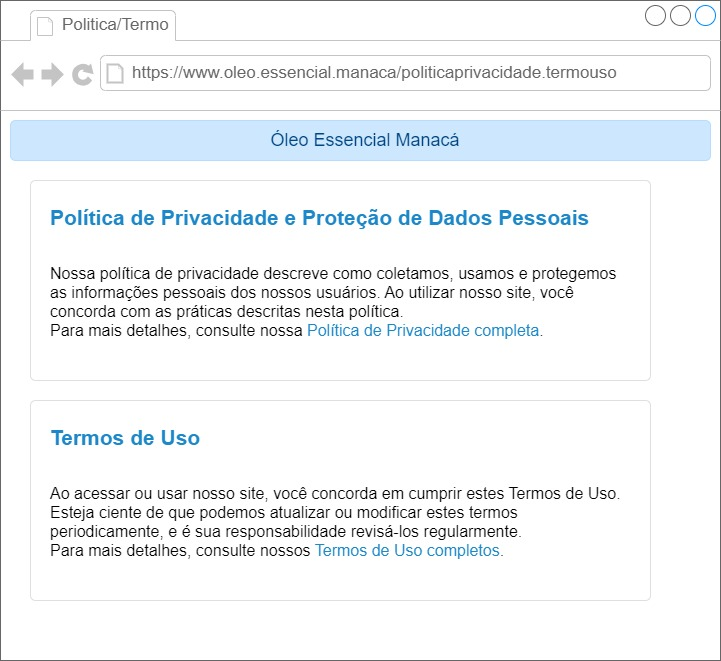 Politica/Termo
https://www.oleo.essencial.manaca/politicaprivacidade.termouso
Óleo Essencial Manacá
Política de Privacidade e Proteção de Dados Pessoais
Nossa política de privacidade descreve como coletamos, usamos e protegemos
as informações pessoais dos nossos usuários. Ao utilizar nosso site, você
concorda com as práticas descritas nesta política.
Para mais detalhes, consulte nossa Política de Privacidade completa.
Termos de Uso
Ao acessar ou usar nosso site, você concorda em cumprir estes Termos de Uso.
Esteja ciente de que podemos atualizar ou modificar estes termos
periodicamente, e é sua responsabilidade revisá-los regularmente.
Para mais detalhes, consulte nossos Termos de Uso completos.